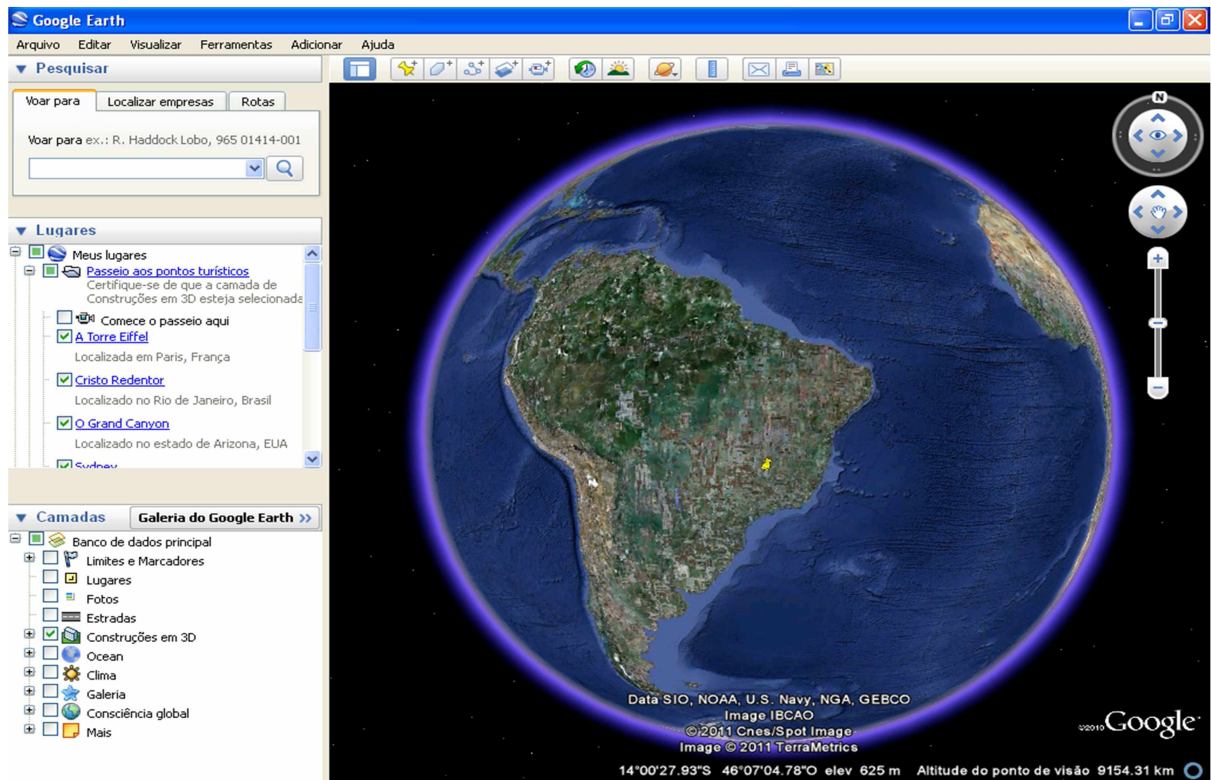 Google Earth
Arquivo Editar Visualizar Ferramentas Adicionar Ajuda
Pesquisar
Voar para Localizar empresas Rotas
Voar para ex.: R. Haddock Lobo, 965 01414-001
Lugares
Meus lugares
Passeio aos pontos turísticos
Certifique-se de que a camada de
Construções em 3D esteja selecionada
Comece o passeio aqui
A Torre Eiffel
Localizada em Paris, França
Cristo Redentor
Localizado no Rio de Janeiro, Brasil
O Grand Canyon
Localizado no estado de Arizona, EUA
Sydney
Camadas Galeria do Google Earth >>
Banco de dados principal
Limites e Marcadores
Lugares
Fotos
Estradas
Construções em 3D
Ocean
Clima
Galeria
Consciência global
Mais
N
Data SIO, NOAA, U.S. Navy, NGA, GEBCO
Image IBCAO
©2011 Cnes/Spot Image
Image © 2011 TerraMetrics
©2010 Google
14°00'27.93"S 46°07'04.78"O elev 625 m Altitude do ponto de visão 9154.31 km